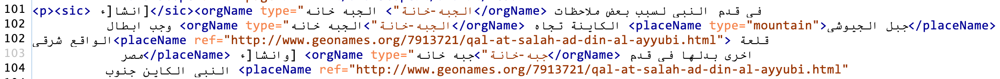 101 <p><sic> انشا[ء]</sic><orgName type="الجبه-خانة"> الجبه خانه</orgName> فى قدم النبى لسبب بعض ملاحظات
102 وجب ابطال <orgName type="الجبه-خانة">الجبه خانه</orgName> الكاينة تجاه <placeName type="mountain">جبل الجيوشى</placeName>
102 الواقع شرقى<placeName ref="http://www.geonames.org/7913721/qal-at-salah-ad-din-al-ayyubi.html"> قلعة
103 مصر</placeName> وانشا[ء] <orgName type="جبه-خانة">جبه خانه</orgName> اخرى بدلها فى قدم
104 النبى الكاين جنوب <placeName ref="http://www.geonames.org/7913721/qal-at-salah-ad-din-al-ayyubi.html"